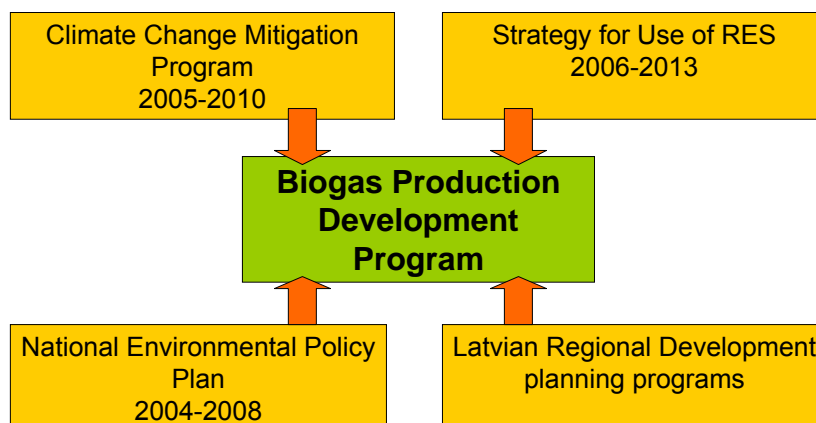 Climate Change Mitigation
Program
2005-2010
Strategy for Use of RES
2006-2013
Biogas Production
Development
Program
National Environmental Policy
Plan
2004-2008
Latvian Regional Development
planning programs